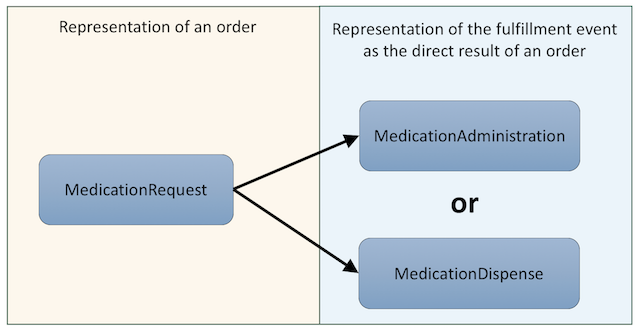 Representation of an order
Representation of the fulfillment event
as the direct result of an order
MedicationRequest
MedicationAdministration
or
MedicationDispense